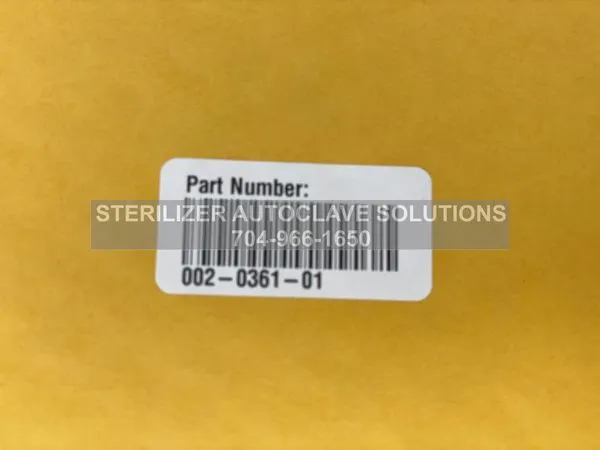 Part Number:
STERILIZER AUTOCLAVE SOLUTIONS
704-966-1650
002-0361-01